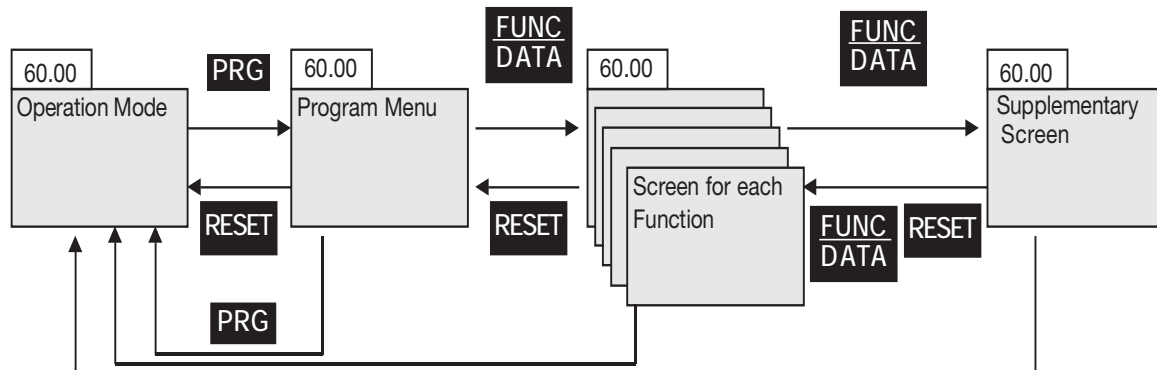 60.00
Operation Mode
PRG
60.00
Program Menu
FUNC
DATA
60.00
Screen for each
Function
FUNC
DATA
60.00
Supplementary
Screen
RESET
RESET
FUNC
DATA
RESET
PRG